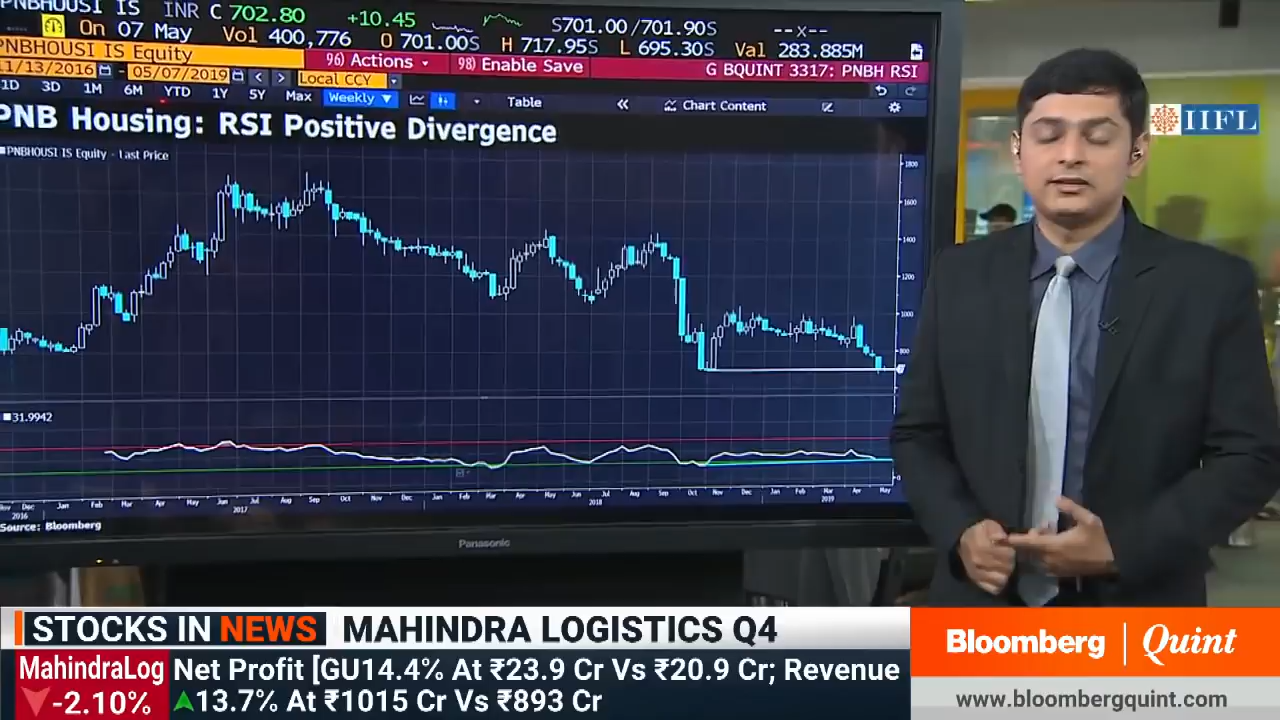 PNBHOUSI IS INR C 702.80 +10.45 S701.00/701.90S --x--
On 07 May Vol 400,776 O 701.00S H 717.95S L 695.30S Val 283.885M
PNBHOUSI IS Equity 96) Actions 98) Enable Save G BQUINT 3317: PNBH RSI
11/13/2016 - 05/07/2019 < > Local CCY
1D 3D 1M 6M YTD 1Y 5Y Max Weekly ▼ Table « Chart Content
PNB Housing: RSI Positive Divergence
PNBHOUSI IS Equity - Last Price
1800
1600
1400
1200
1000
800
31.9942
0
Nov Dec Jan Feb Mar Apr May Jun Jul Aug Sep Oct Nov Dec Jan Feb Mar Apr May Jun Jul Aug Sep Oct Nov Dec Jan Feb Mar Apr May
2016 2017 2018 2019
Source: Bloomberg
Panasonic
IIFL
STOCKS IN NEWS MAHINDRA LOGISTICS Q4
MahindraLog
-2.10%
Net Profit [GU14.4% At ₹23.9 Cr Vs ₹20.9 Cr; Revenue
13.7% At ₹1015 Cr Vs ₹893 Cr
Bloomberg | Quint
www.bloombergquint.com